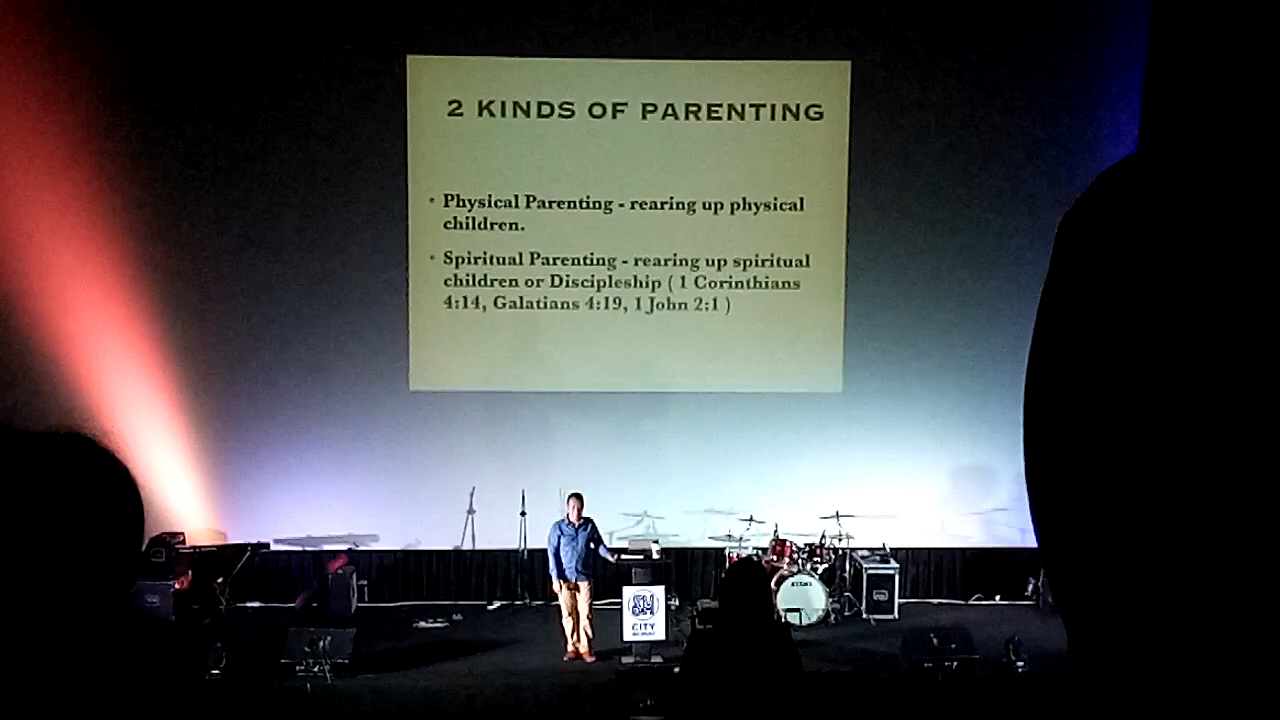 2 KINDS OF PARENTING
• Physical Parenting - rearing up physical
children.
• Spiritual Parenting - rearing up spiritual
children or Discipleship ( 1 Corinthians
4:14, Galatians 4:19, 1 John 2:1 )
SM
CITY